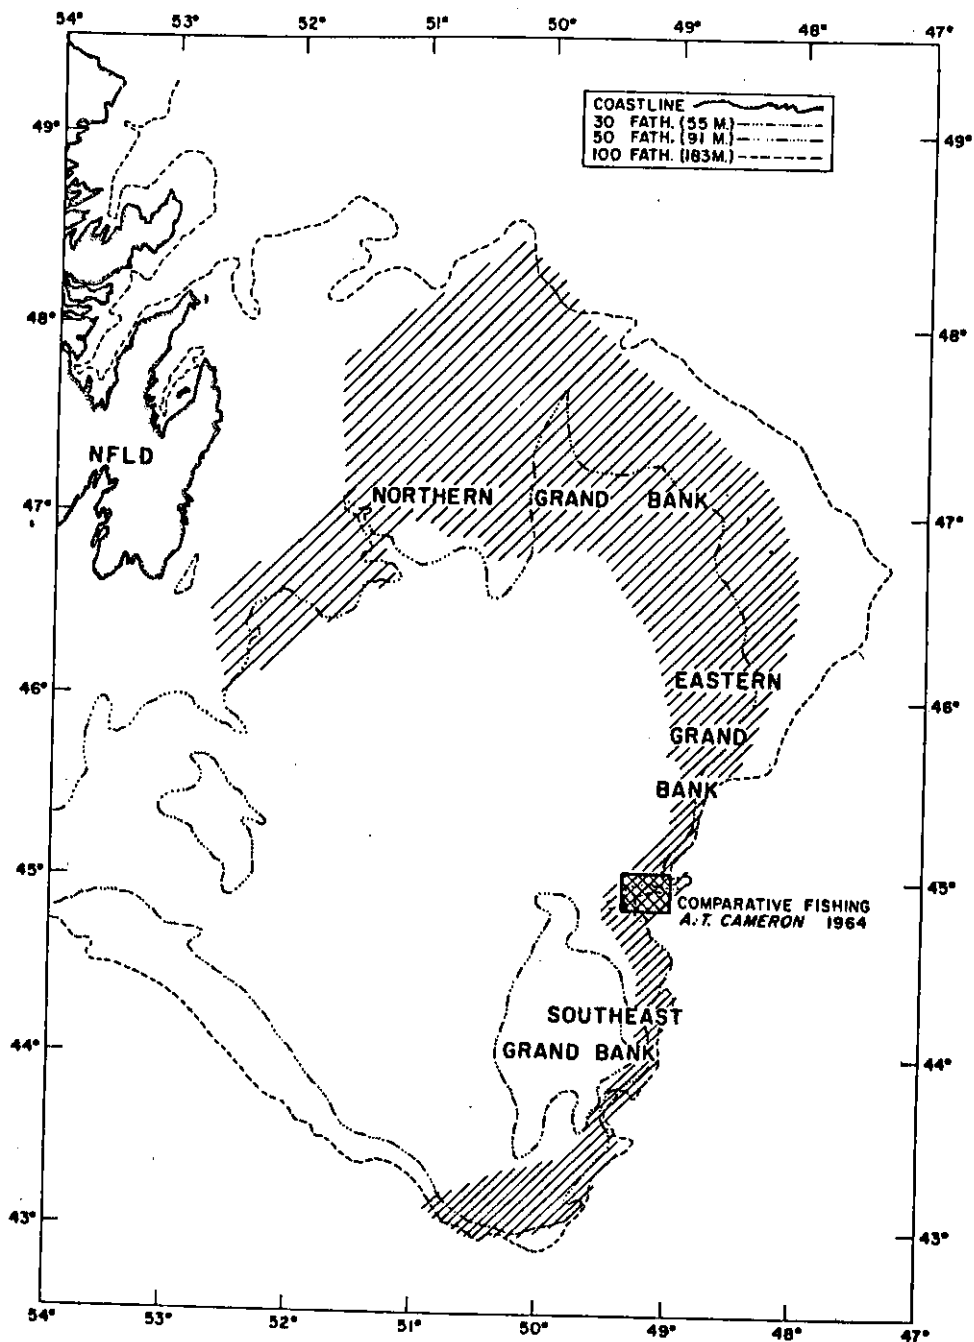 54° 53° 52° 51° 50° 49° 48° 47°
COASTLINE
30 FATH. (55 M.)
50 FATH. (91 M.)
100 FATH. (183M.)
49° 49°
48° 48°
NFLD
NORTHERN GRAND BANK
47° 47°
EASTERN
46° 46°
GRAND
BANK
45° 45°
COMPARATIVE FISHING
A.T. CAMERON 1964
SOUTHEAST
44° 44°
GRAND BANK
43° 43°
54° 53° 52° 51° 50° 49° 48° 47°